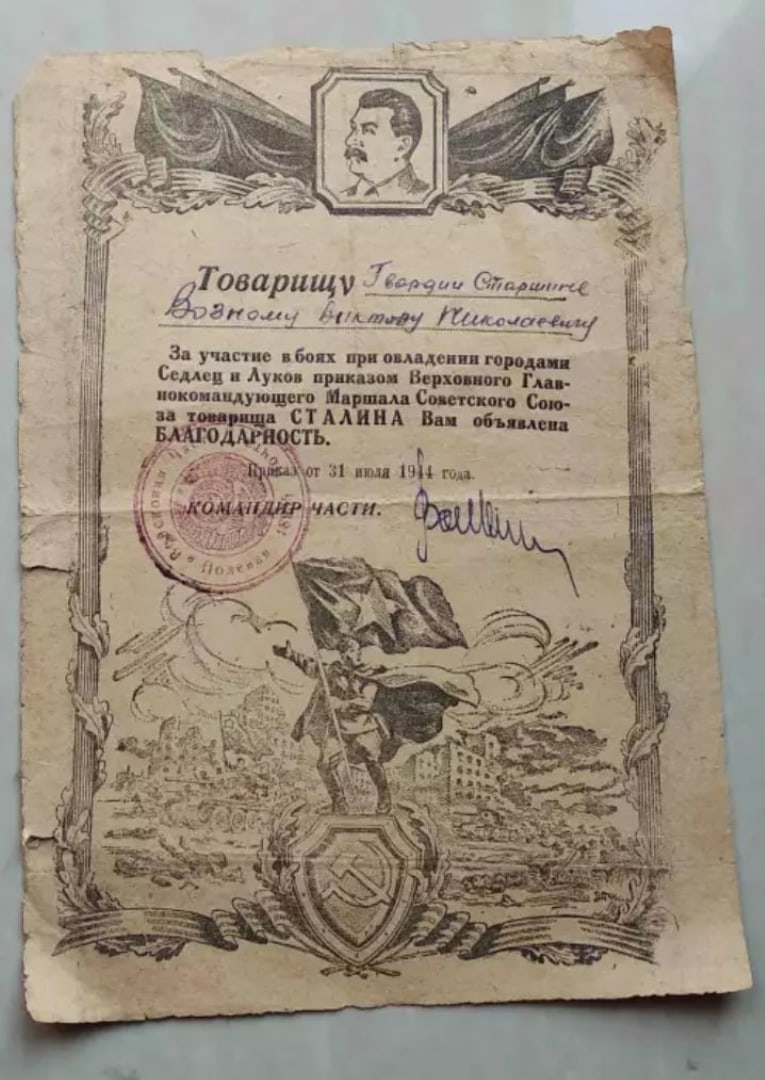 Товарищу Гвардии Старшине
Возному Виктору Николаевичу
За участие в боях при овладении городами
Седлец и Луков приказом Верховного Глав-
нокомандующего Маршала Советского Сою-
за товарища СТАЛИНА Вам объявлена
БЛАГОДАРНОСТЬ.
Приказ от 31 июля 1944 года.
КОМАНДИР ЧАСТИ.
Полевая